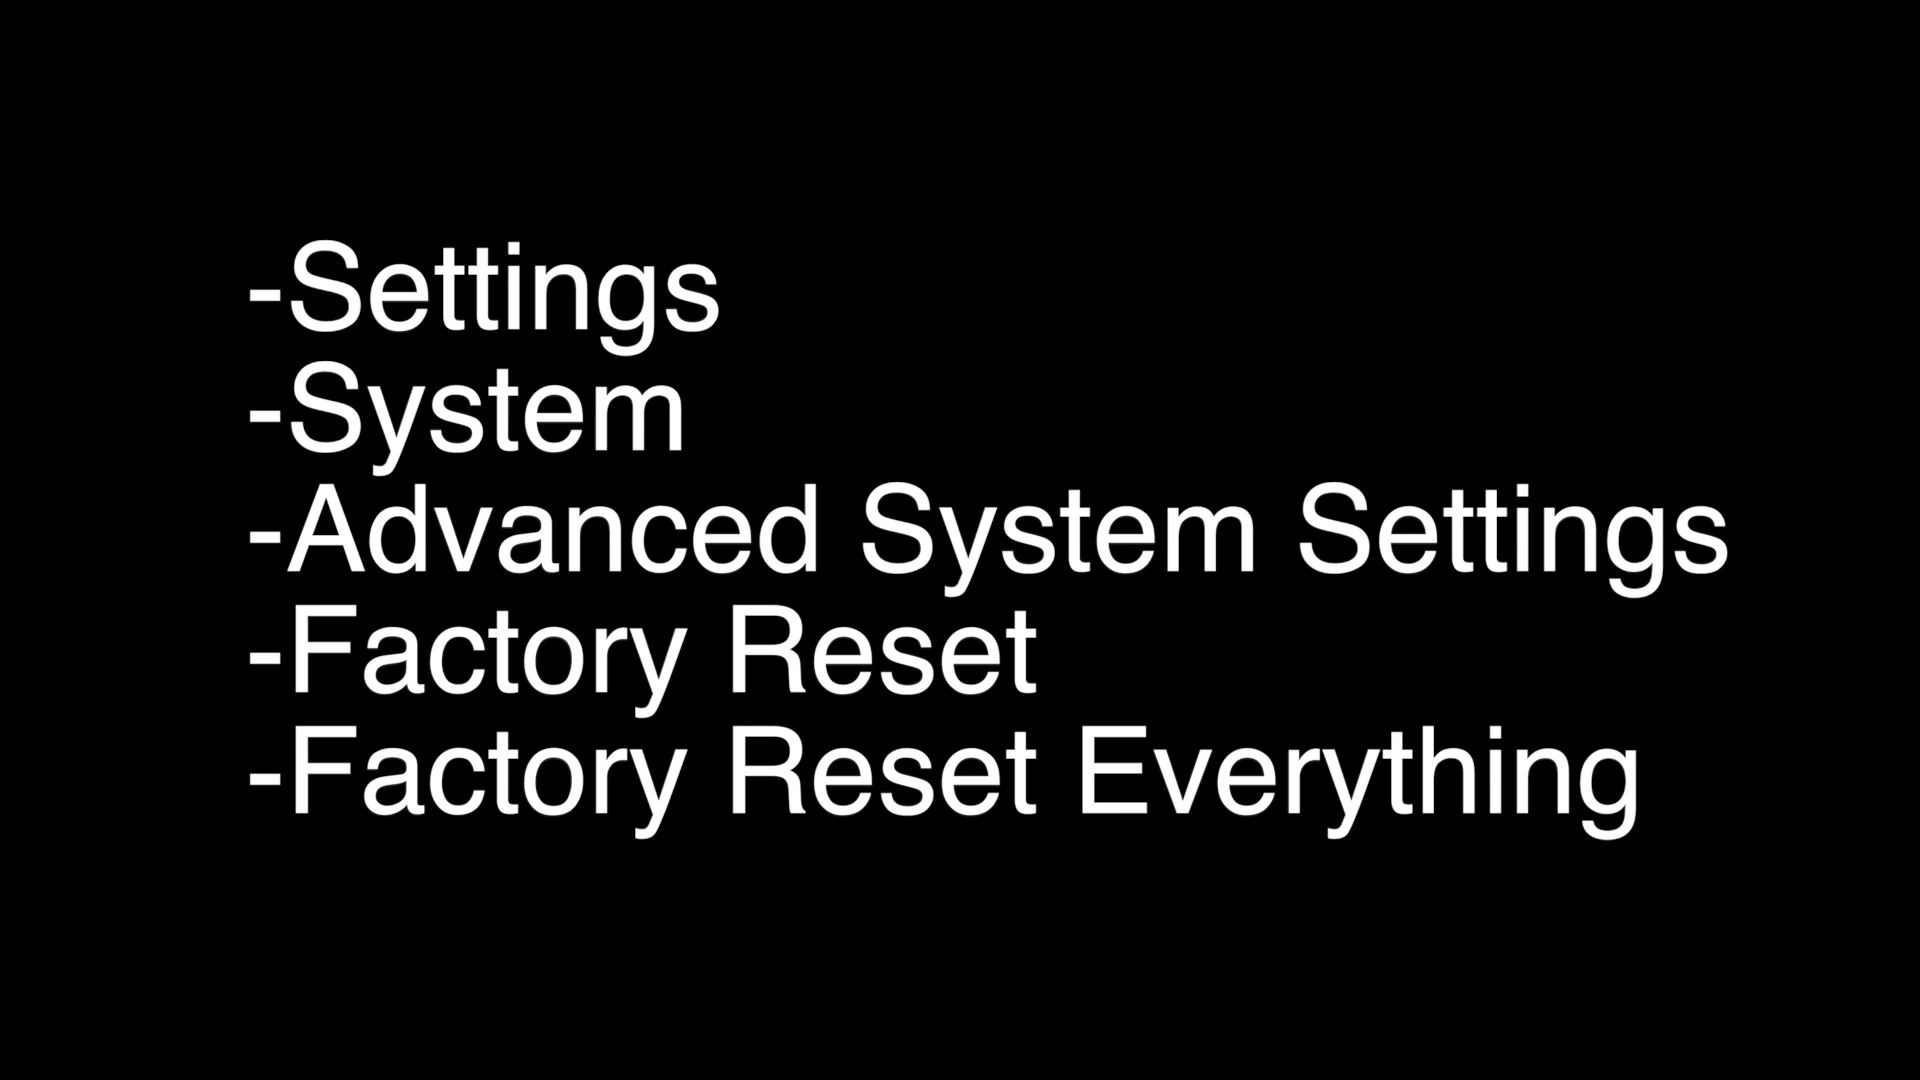 -Settings
-System
-Advanced System Settings
-Factory Reset
-Factory Reset Everything